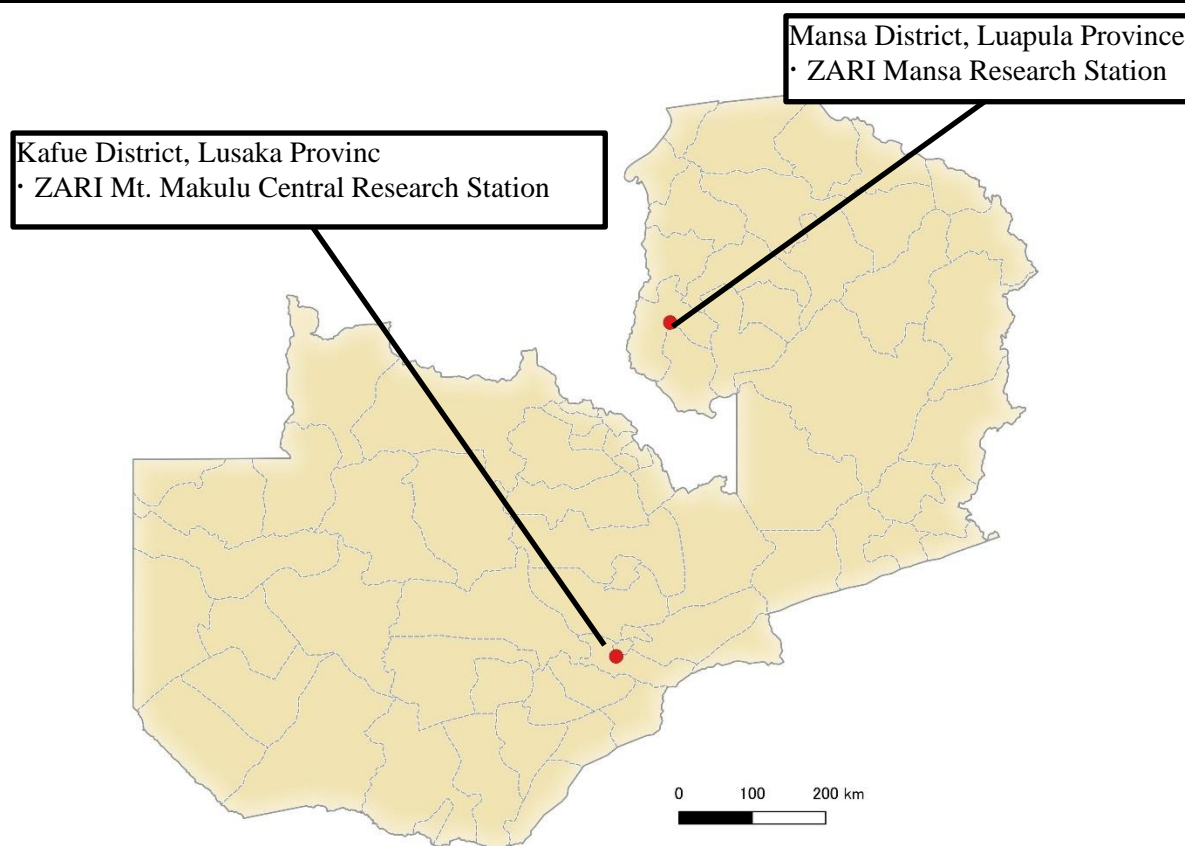 Mansa District, Luapula Province
· ZARI Mansa Research Station
Kafue District, Lusaka Provinc
· ZARI Mt. Makulu Central Research Station
0 100 200 km